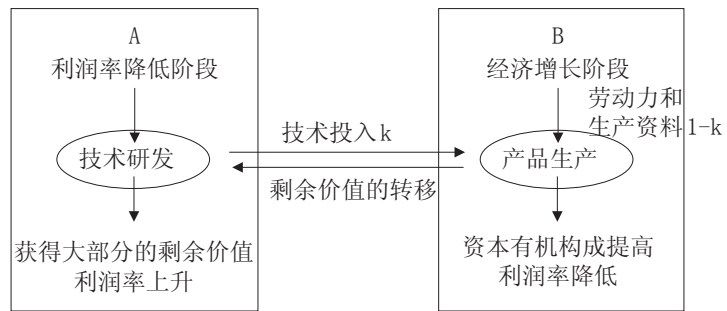 A
利润率降低阶段
技术研发
获得大部分的剩余价值
利润率上升
技术投入k
剩余价值的转移
B
经济增长阶段
劳动力和
生产资料1-k
产品生产
资本有机构成提高
利润率降低